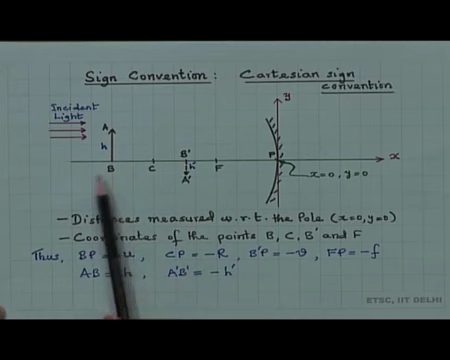 Sign Convention : Cartesian sign
convention
Incident
Light
y
A
h
B
C
B'
h'
A'
F
P
x
x=0, y=0
– Distances measured w.r.t. the Pole (x=0, y=0)
– Coordinates of the points B, C, B' and F
Thus, BP = u, CP = –R, B'P = –v, FP = –f
AB = h, A'B' = –h'
ETSC, IIT DELHI